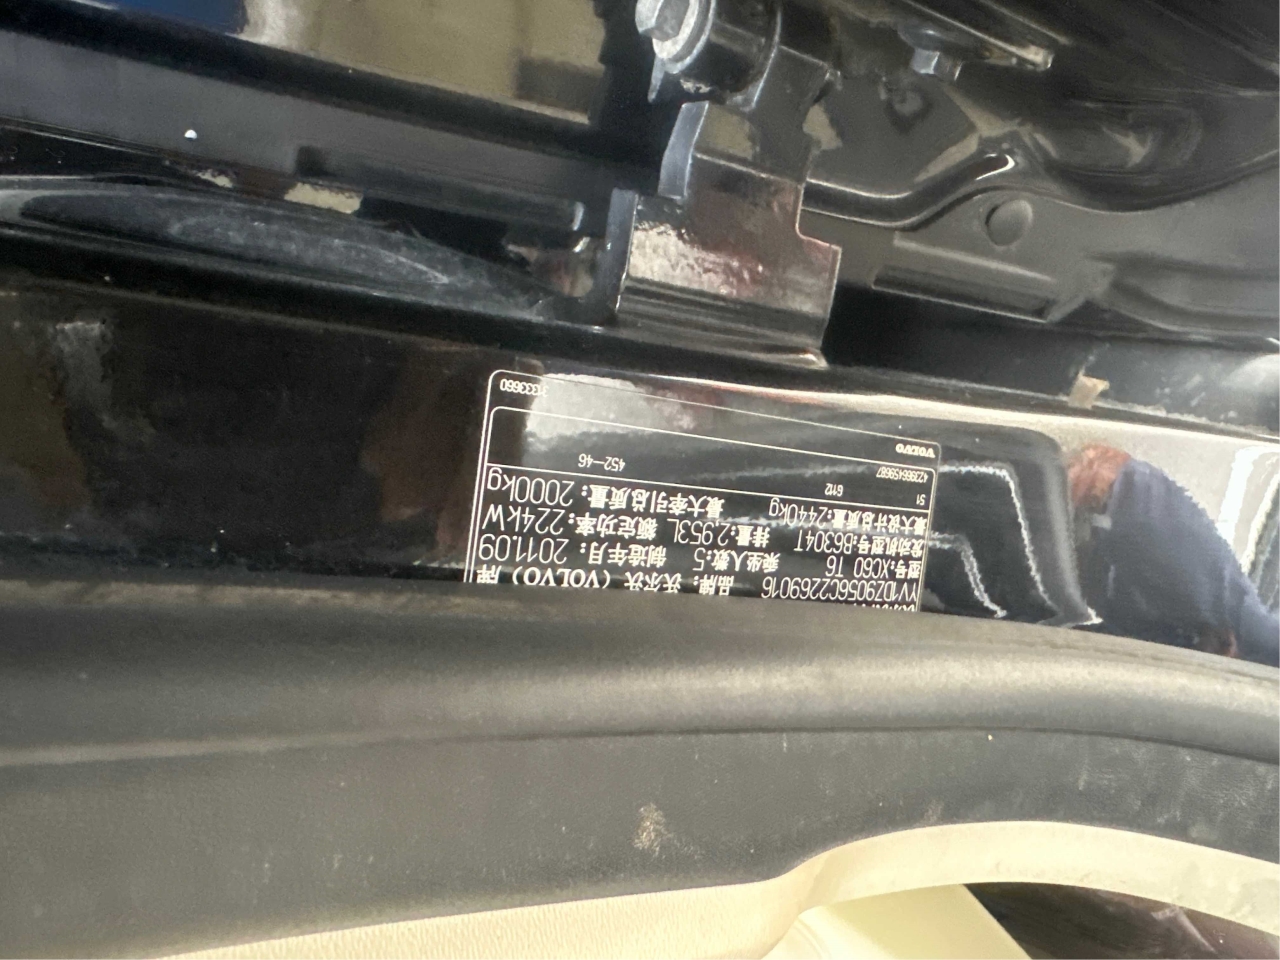 YV1DZ9056C2269016 品牌：沃尔沃（VOLVO）牌
型号：XC60 T6 乘坐人数：5 制造年月：2011.09
发动机型号：B6304T 排量：2.953L 额定功率：224kW
最大设计总质量：2440kg 最大牵引总质量：2000kg
51 612 452-46
423966459687
VOLVO 31333660